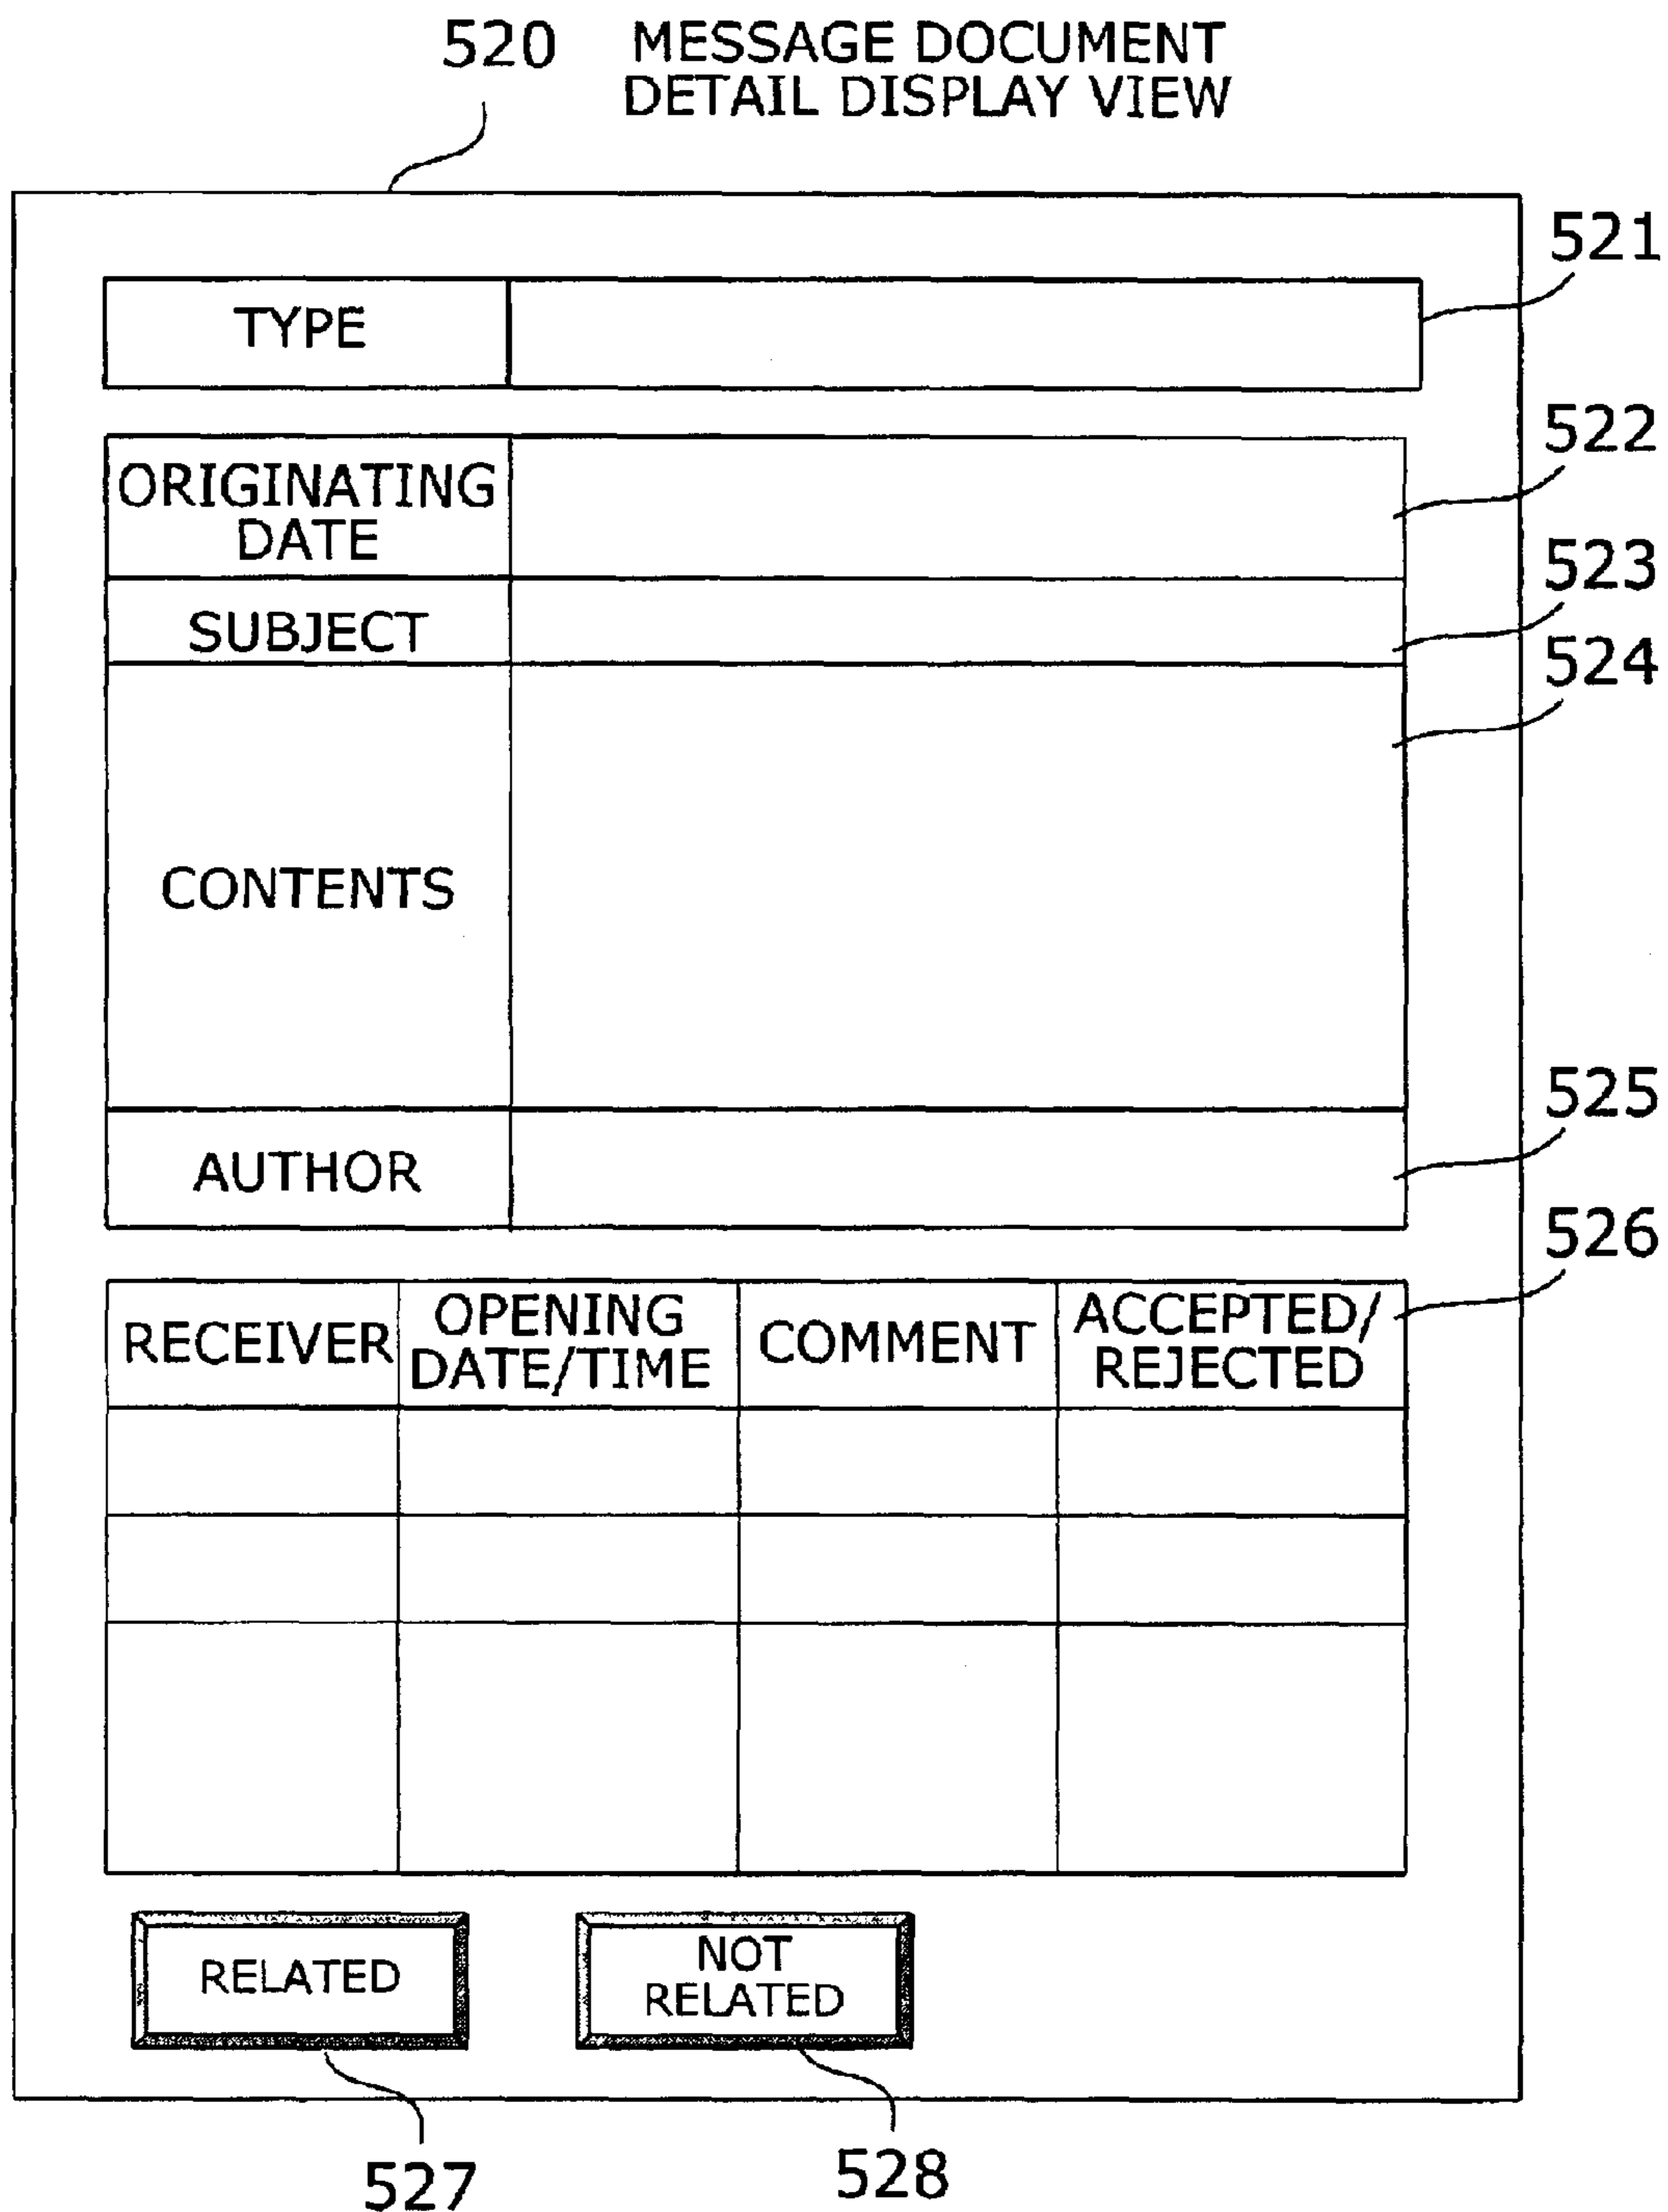 520 MESSAGE DOCUMENT
DETAIL DISPLAY VIEW
521
TYPE
522
ORIGINATING
DATE
523
SUBJECT
524
CONTENTS
525
AUTHOR
526
RECEIVER
OPENING
DATE/TIME
COMMENT
ACCEPTED/
REJECTED
RELATED
NOT
RELATED
527
528